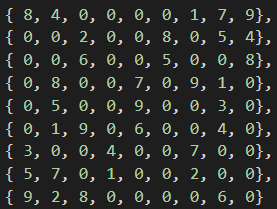 { 8, 4, 0, 0, 0, 0, 1, 7, 9},
{ 0, 0, 2, 0, 0, 8, 0, 5, 4},
{ 0, 0, 6, 0, 0, 5, 0, 0, 8},
{ 0, 8, 0, 0, 7, 0, 9, 1, 0},
{ 0, 5, 0, 0, 9, 0, 0, 3, 0},
{ 0, 1, 9, 0, 6, 0, 0, 4, 0},
{ 3, 0, 0, 4, 0, 0, 7, 0, 0},
{ 5, 7, 0, 1, 0, 0, 2, 0, 0},
{ 9, 2, 8, 0, 0, 0, 0, 6, 0}